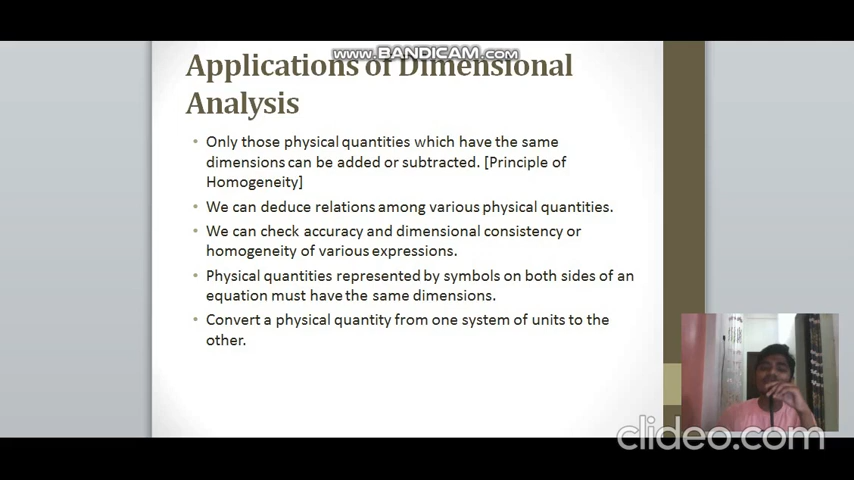 www.BANDICAM.com
Applications of Dimensional
Analysis
• Only those physical quantities which have the same
dimensions can be added or subtracted. [Principle of
Homogeneity]
• We can deduce relations among various physical quantities.
• We can check accuracy and dimensional consistency or
homogeneity of various expressions.
• Physical quantities represented by symbols on both sides of an
equation must have the same dimensions.
• Convert a physical quantity from one system of units to the
other.
clideo.com